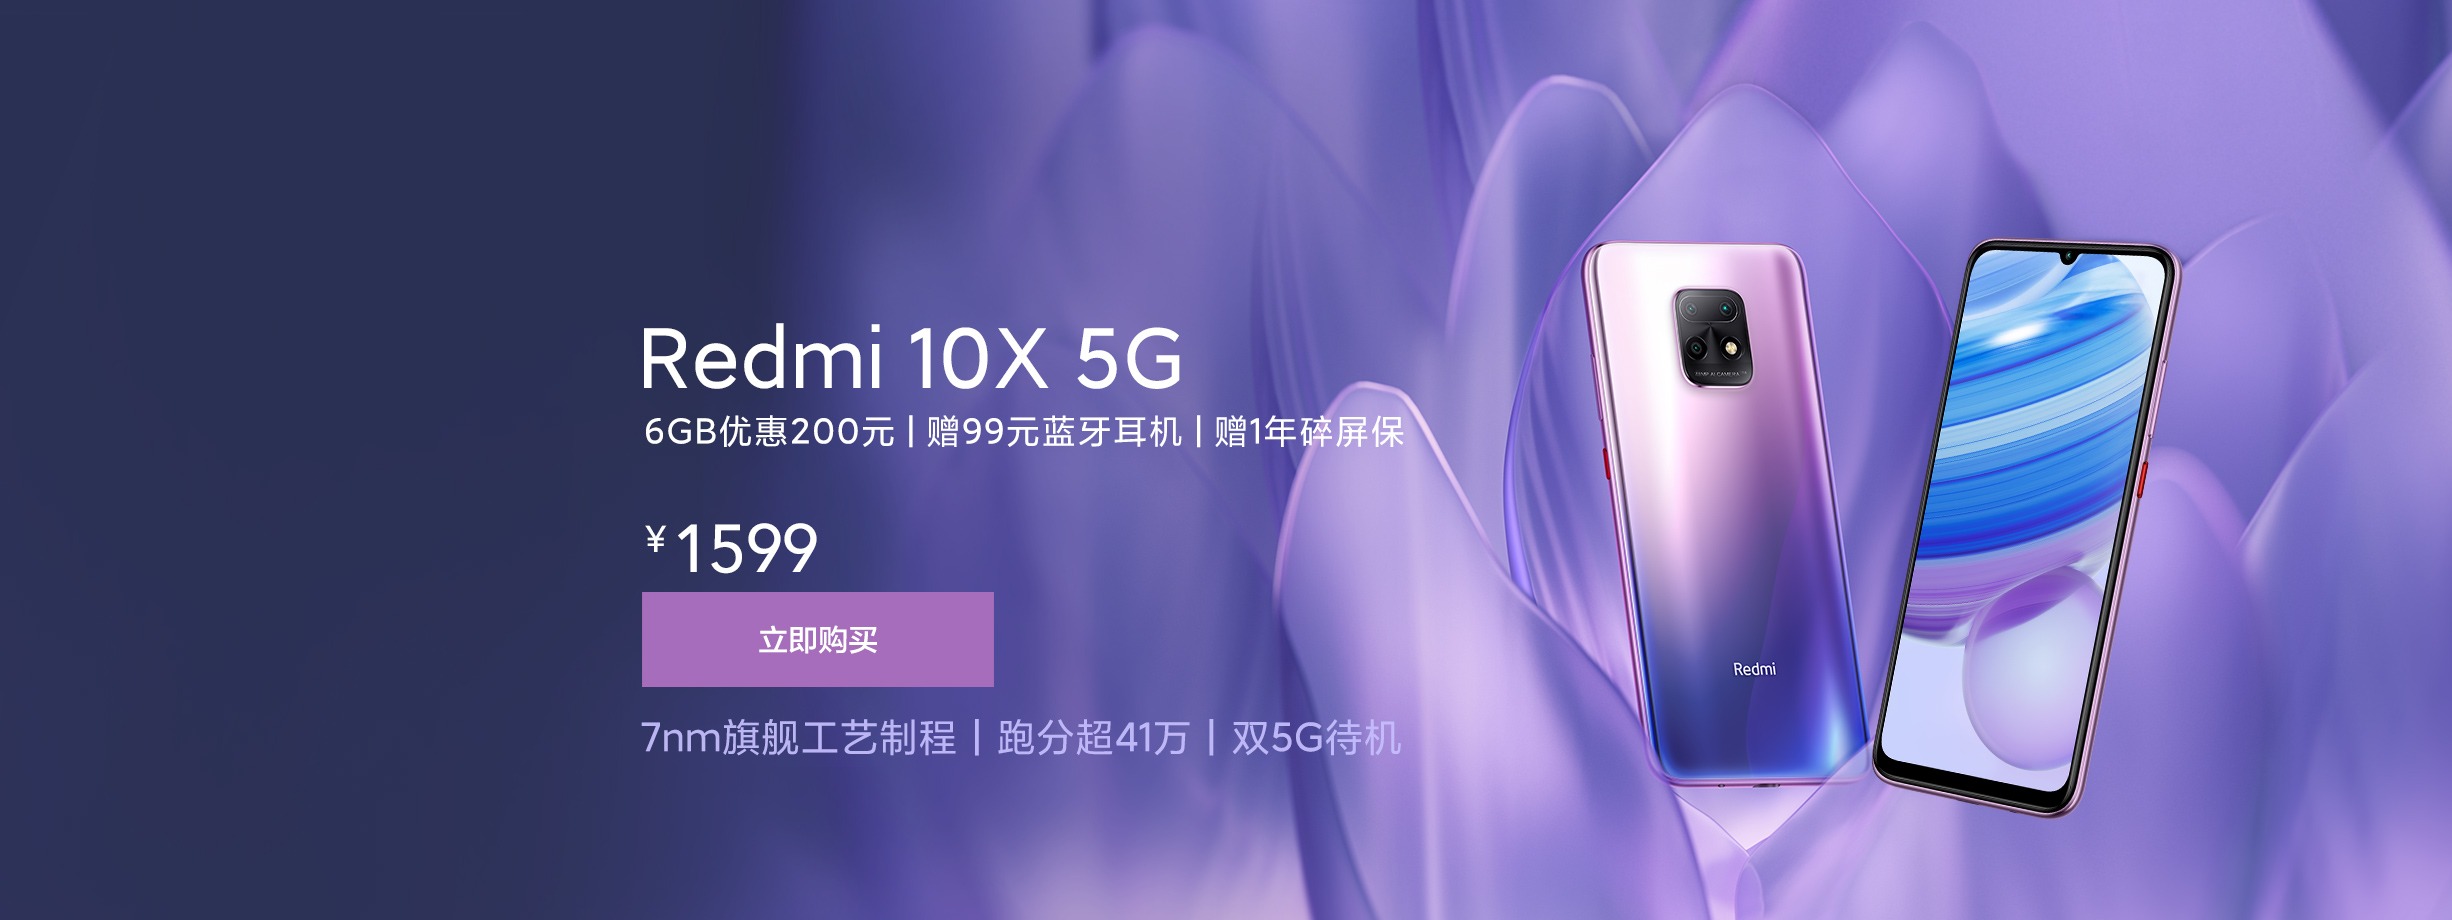 Redmi 10X 5G
6GB优惠200元 | 赠99元蓝牙耳机 | 赠1年碎屏保
¥1599
立即购买
7nm旗舰工艺制程 | 跑分超41万 | 双5G待机
Redmi